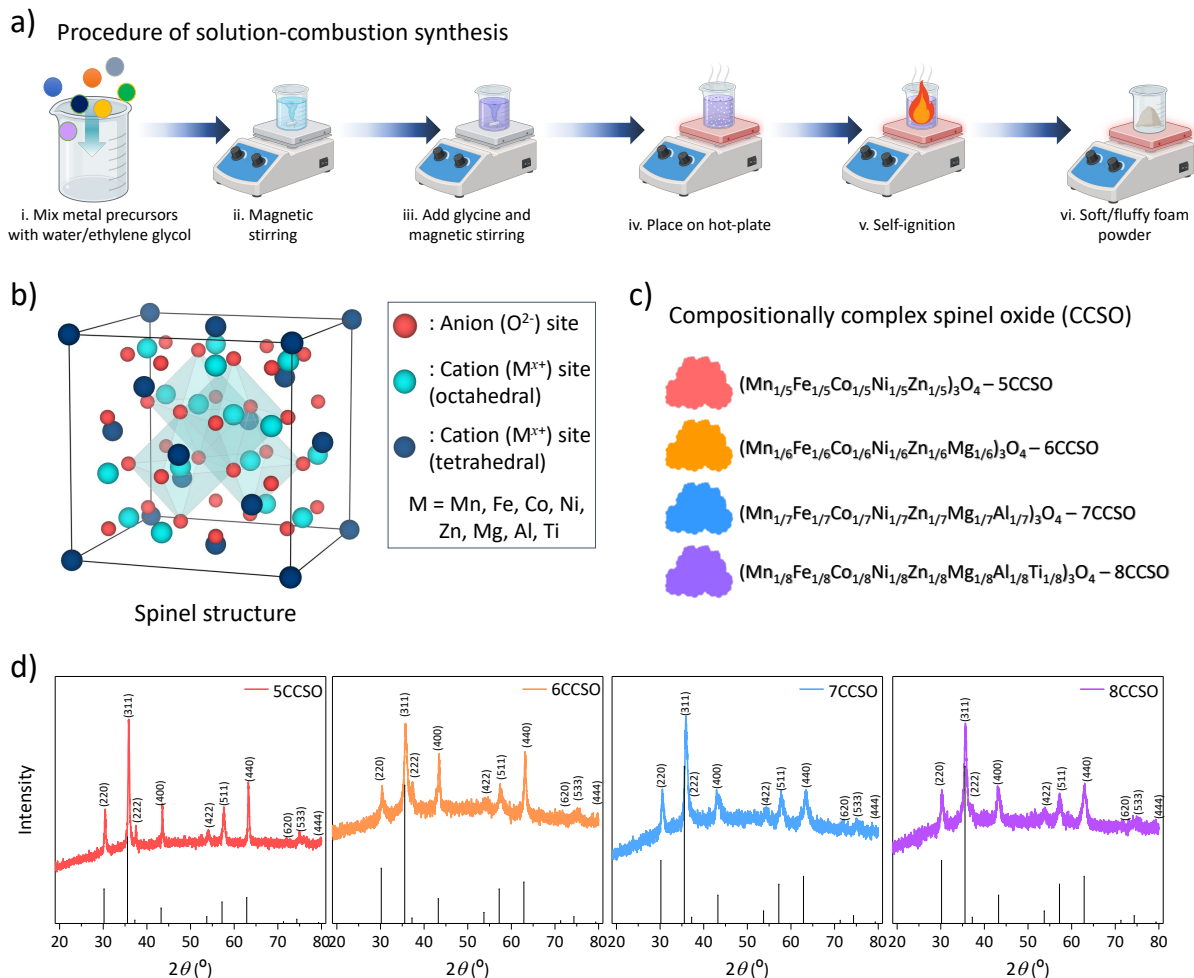 a)
Procedure of solution-combustion synthesis
i. Mix metal precursors
with water/ethylene glycol
ii. Magnetic
stirring
iii. Add glycine and
magnetic stirring
iv. Place on hot-plate
v. Self-ignition
vi. Soft/fluffy foam
powder
b)
: Anion (O²⁻) site
: Cation (Mˣ⁺) site
(octahedral)
: Cation (Mˣ⁺) site
(tetrahedral)
M = Mn, Fe, Co, Ni,
Zn, Mg, Al, Ti
Spinel structure
c)
Compositionally complex spinel oxide (CCSO)
(Mn₁/₅Fe₁/₅Co₁/₅Ni₁/₅Zn₁/₅)₃O₄ – 5CCSO
(Mn₁/₆Fe₁/₆Co₁/₆Ni₁/₆Zn₁/₆Mg₁/₆)₃O₄ – 6CCSO
(Mn₁/₇Fe₁/₇Co₁/₇Ni₁/₇Zn₁/₇Mg₁/₇Al₁/₇)₃O₄ – 7CCSO
(Mn₁/₈Fe₁/₈Co₁/₈Ni₁/₈Zn₁/₈Mg₁/₈Al₁/₈Ti₁/₈)₃O₄ – 8CCSO
d)
Intensity
5CCSO
(220) (311) (222) (400) (422) (511) (440) (620) (533) (444)
20 30 40 50 60 70 80
2θ (°)
6CCSO
(220) (311) (222) (400) (422) (511) (440) (620) (533) (444)
20 30 40 50 60 70 80
2θ (°)
7CCSO
(220) (311) (222) (400) (422) (511) (440) (620) (533) (444)
20 30 40 50 60 70 80
2θ (°)
8CCSO
(220) (311) (222) (400) (422) (511) (440) (620) (533) (444)
20 30 40 50 60 70 80
2θ (°)